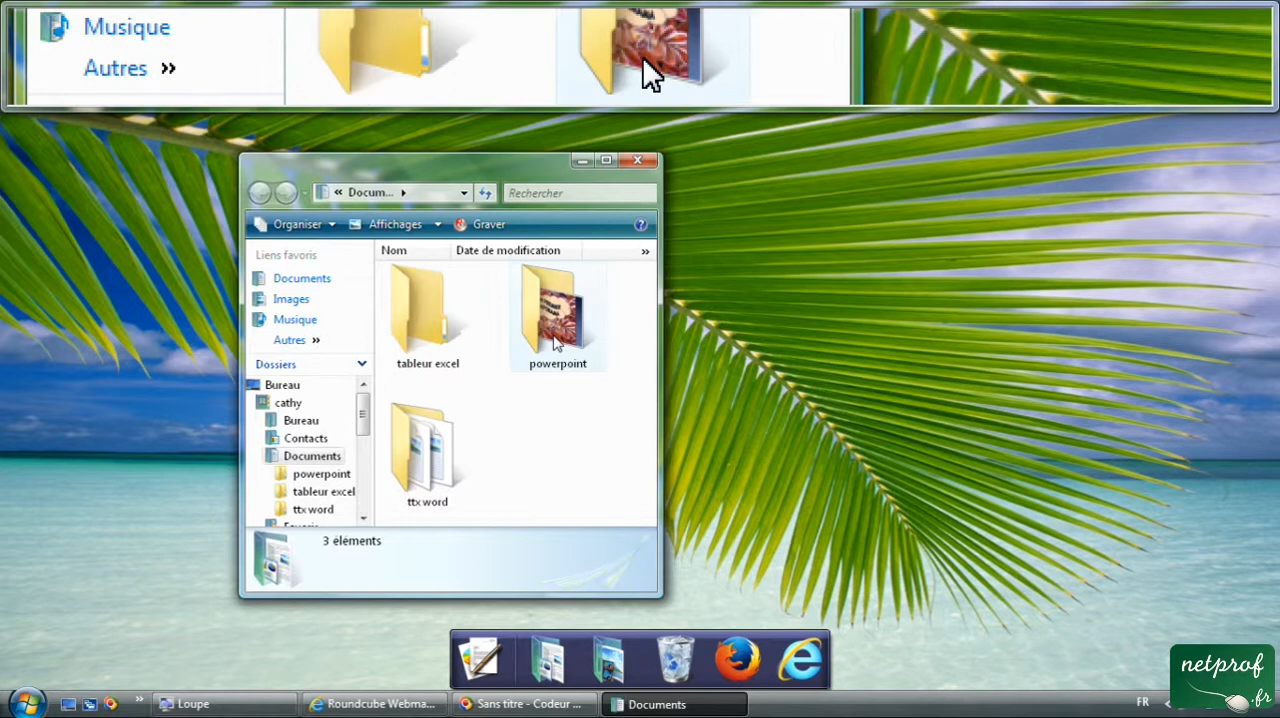 Musique
Autres »
« Docum...
Rechercher
Organiser
Affichages
Graver
Liens favoris
Documents
Images
Musique
Autres »
Dossiers
Bureau
cathy
Bureau
Contacts
Documents
powerpoint
tableur excel
ttx word
Nom
Date de modification
»
tableur excel
powerpoint
ttx word
3 éléments
netprof
.fr
»
Loupe
Roundcube Webma...
Sans titre - Codeur ...
Documents
FR